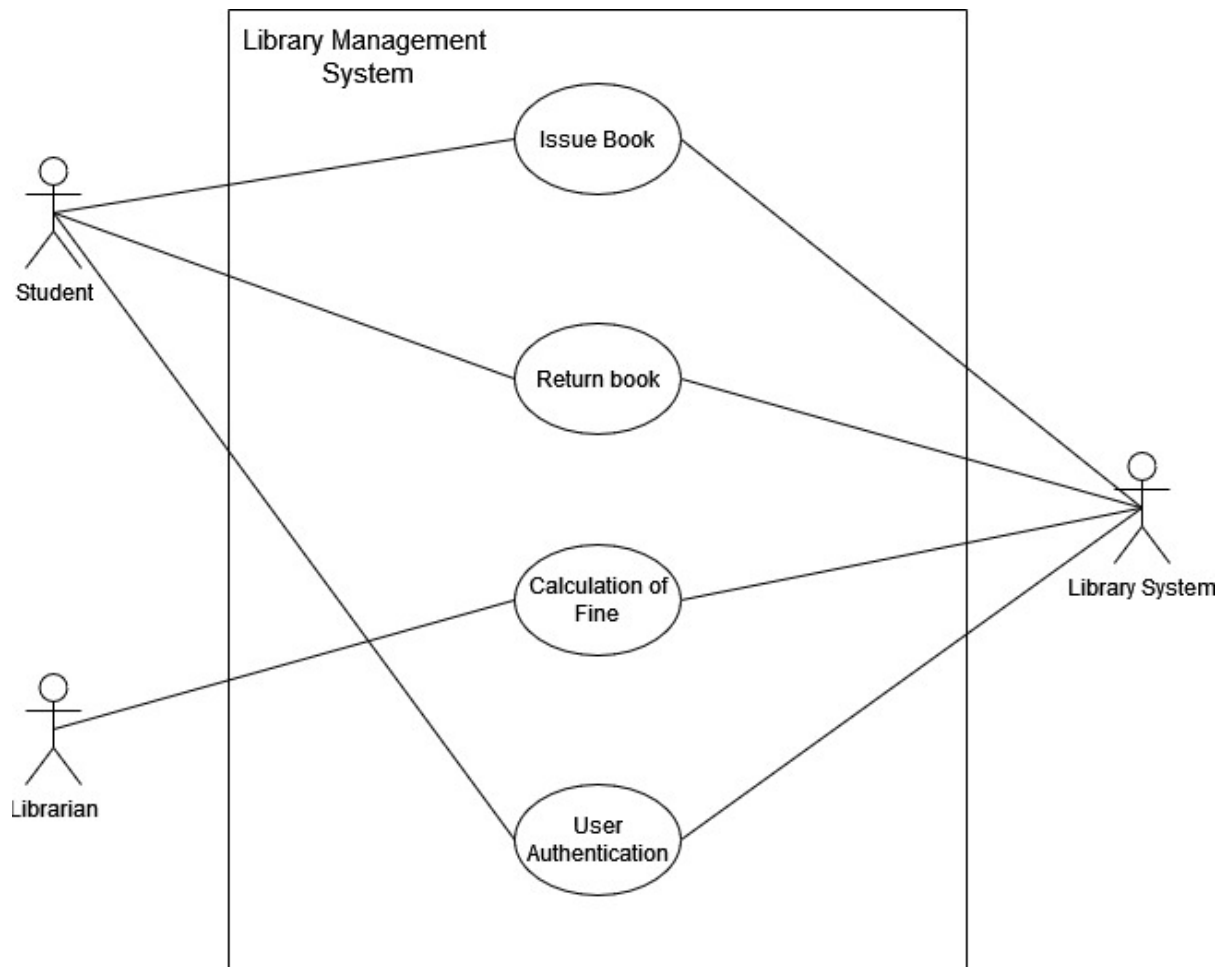 Library Management
System
Issue Book
Student
Return book
Calculation of
Fine
Library System
Librarian
User
Authentication